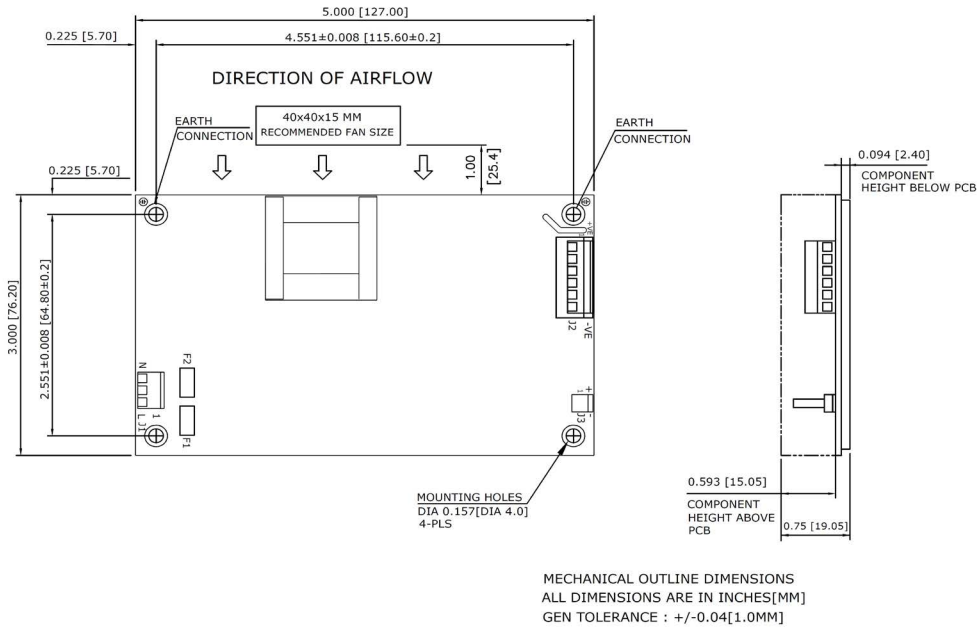 5.000 [127.00]
0.225 [5.70]
4.551±0.008 [115.60±0.2]
DIRECTION OF AIRFLOW
40x40x15 MM
RECOMMENDED FAN SIZE
EARTH
CONNECTION
EARTH
CONNECTION
1.00
[25.4]
0.225 [5.70]
0.094 [2.40]
COMPONENT
HEIGHT BELOW PCB
3.000 [76.20]
2.551±0.008 [64.80±0.2]
+VE
1
J2
-VE
N
F2
L
J1
1
F1
+
1
J3
-
MOUNTING HOLES
DIA 0.157[DIA 4.0]
4-PLS
0.593 [15.05]
COMPONENT
HEIGHT ABOVE
PCB
0.75 [19.05]
MECHANICAL OUTLINE DIMENSIONS
ALL DIMENSIONS ARE IN INCHES[MM]
GEN TOLERANCE : +/-0.04[1.0MM]